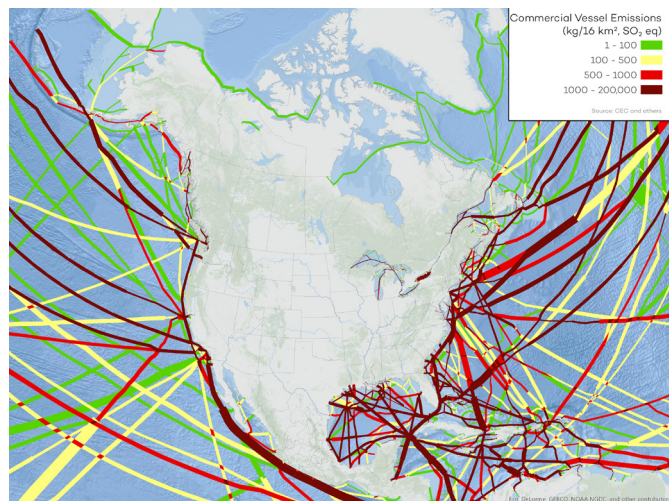 Commercial Vessel Emissions
(kg/16 km², SO₂ eq)
1 - 100
100 - 500
500 - 1000
1000 - 200,000
Source: CEC and others
Esri, DeLorme, GEBCO, NOAA NGDC, and other contributors